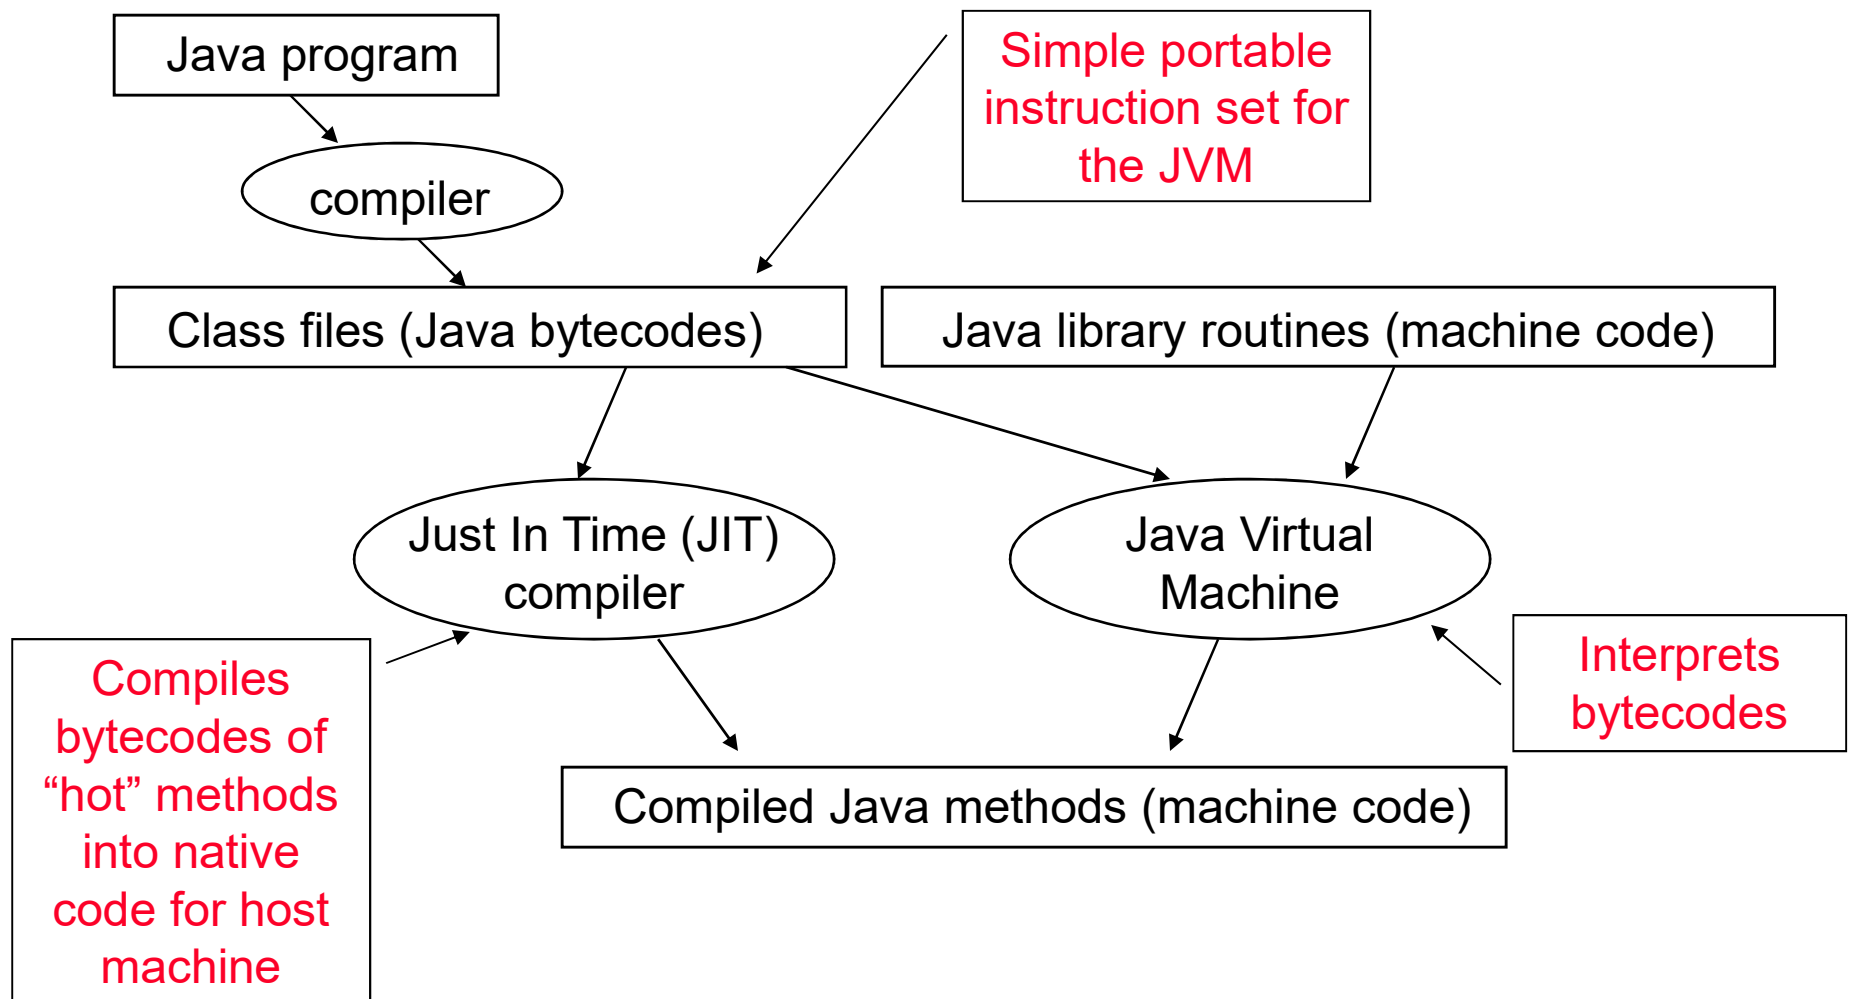 Java program
Simple portable
instruction set for
the JVM
compiler
Class files (Java bytecodes)
Java library routines (machine code)
Just In Time (JIT)
compiler
Java Virtual
Machine
Compiles
bytecodes of
“hot” methods
into native
code for host
machine
Interprets
bytecodes
Compiled Java methods (machine code)